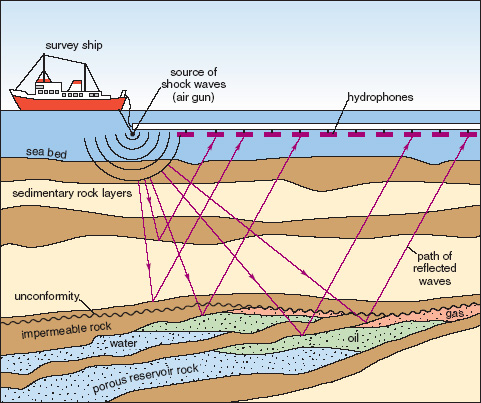 survey ship
source of
shock waves
(air gun)
hydrophones
sea bed
sedimentary rock layers
path of
reflected
waves
unconformity
gas
impermeable rock
water
oil
porous reservoir rock